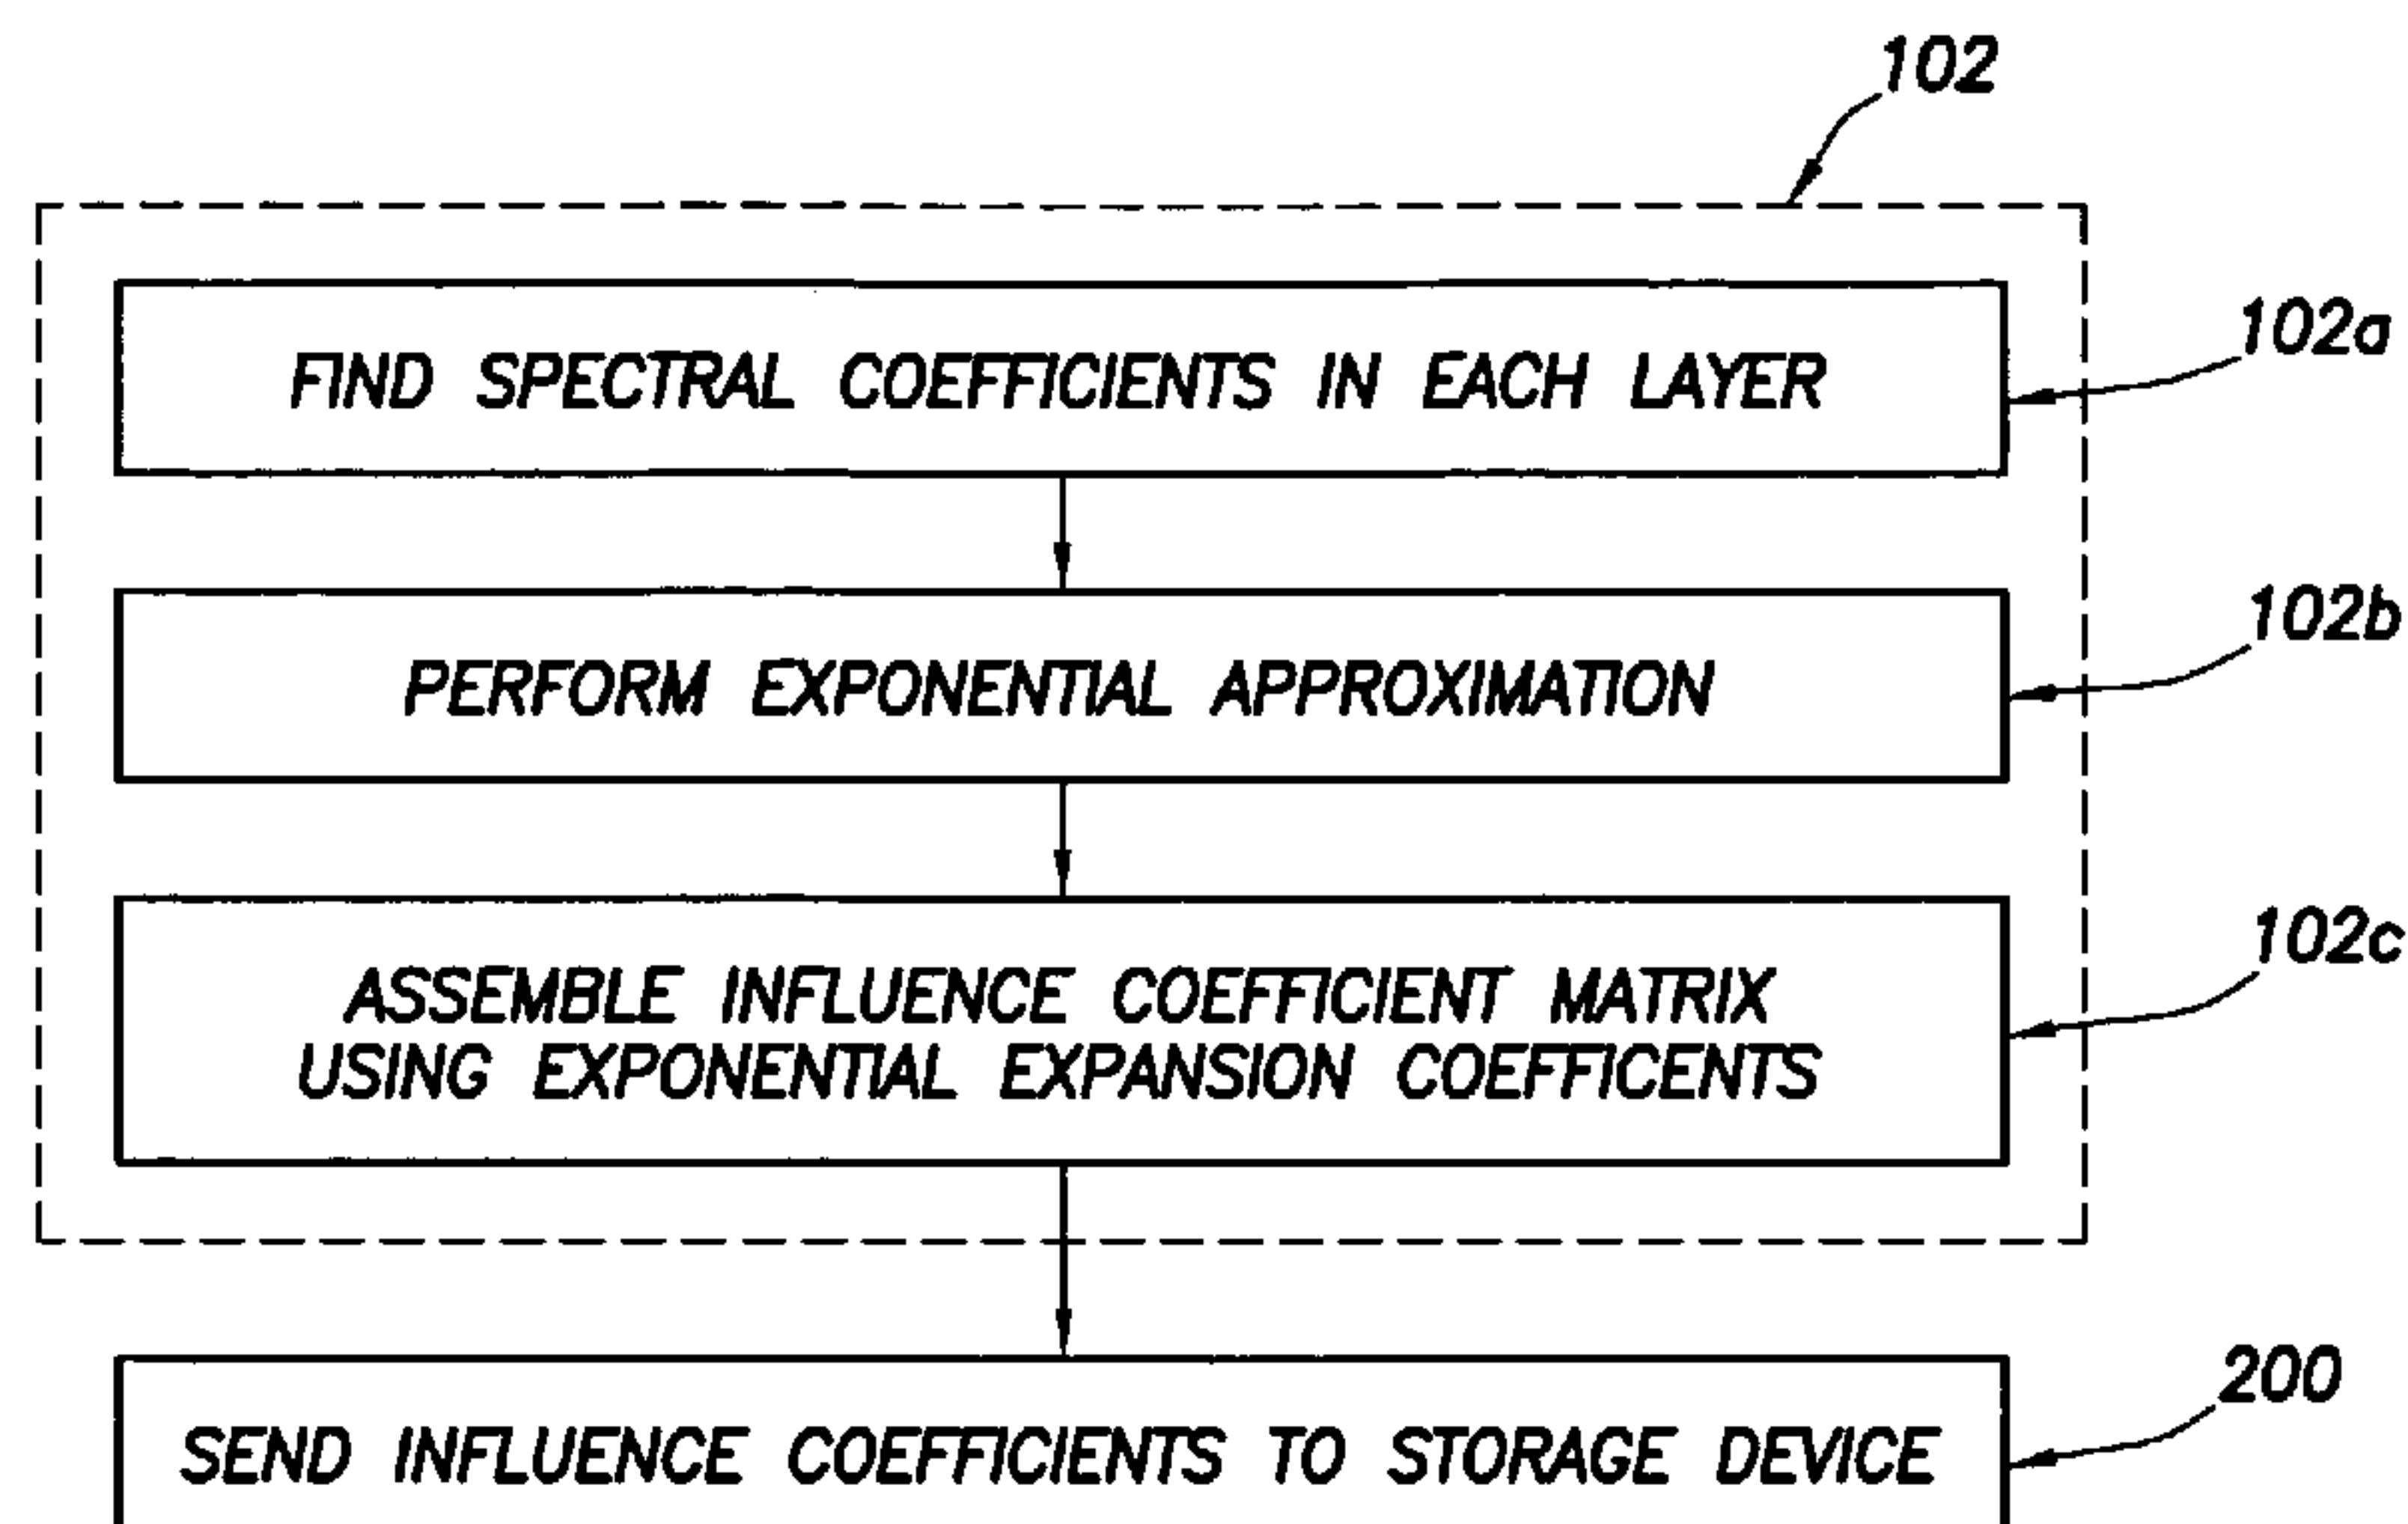 102
FIND SPECTRAL COEFFICIENTS IN EACH LAYER
102a
PERFORM EXPONENTIAL APPROXIMATION
102b
ASSEMBLE INFLUENCE COEFFICIENT MATRIX
USING EXPONENTIAL EXPANSION COEFFICENTS
102c
SEND INFLUENCE COEFFICIENTS TO STORAGE DEVICE
200